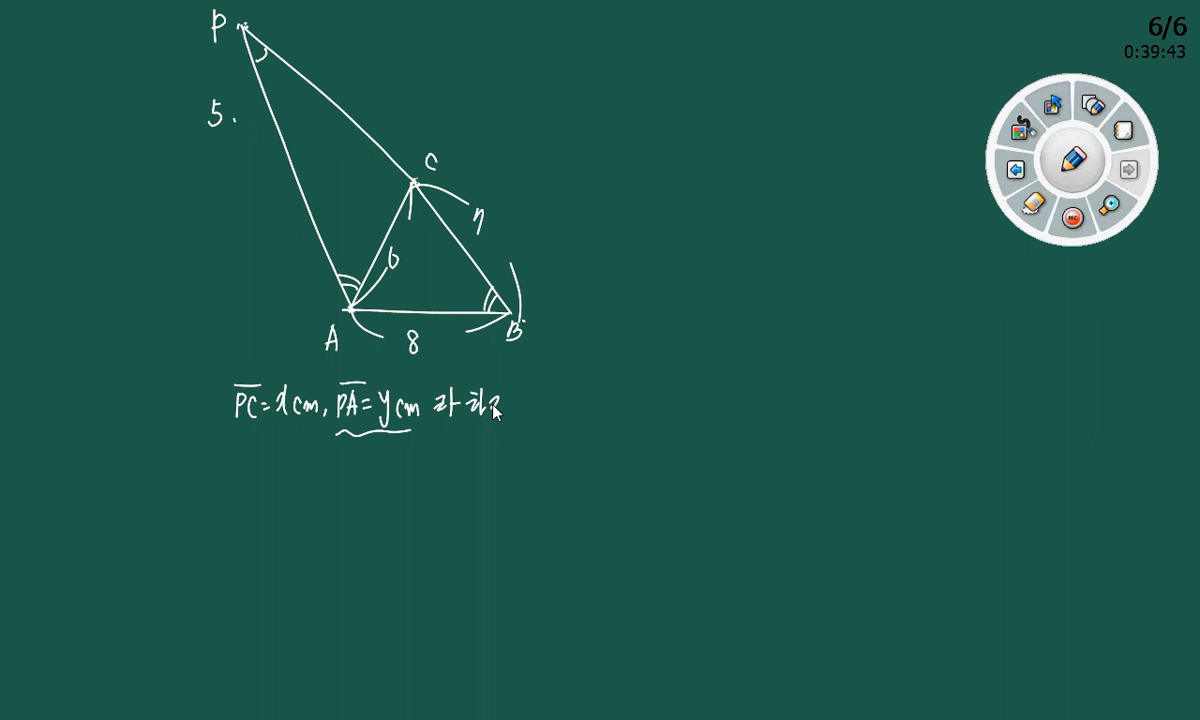 6/6
0:39:43
P
5.
C
7
6
A
8
B
PC = x cm, PA = y cm 라 하고